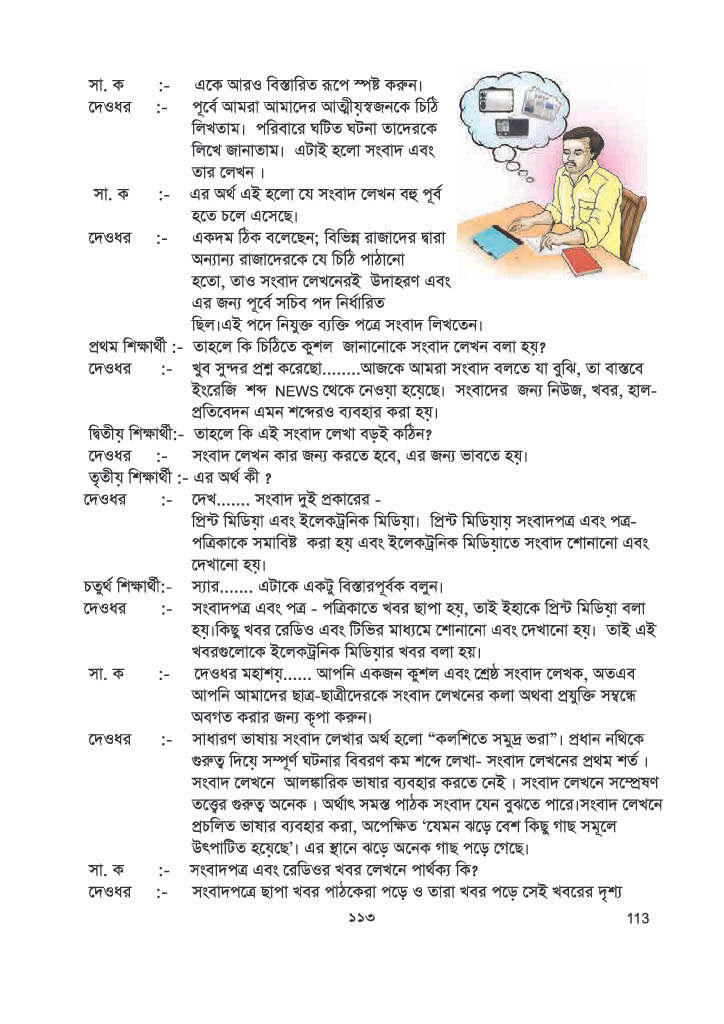 সা. ক :- একে আরও বিস্তারিত রূপে স্পষ্ট করুন।
দেওধর :- পূর্বে আমরা আমাদের আত্মীয়স্বজনকে চিঠি
লিখতাম। পরিবারে ঘটিত ঘটনা তাদেরকে
লিখে জানাতাম। এটাই হলো সংবাদ এবং
তার লেখন ।
সা. ক :- এর অর্থ এই হলো যে সংবাদ লেখন বহু পূর্ব
হতে চলে এসেছে।
দেওধর :- একদম ঠিক বলেছেন; বিভিন্ন রাজাদের দ্বারা
অন্যান্য রাজাদেরকে যে চিঠি পাঠানো
হতো, তাও সংবাদ লেখনেরই উদাহরণ এবং
এর জন্য পূর্বে সচিব পদ নির্ধারিত
ছিল।এই পদে নিযুক্ত ব্যক্তি পত্রে সংবাদ লিখতেন।
প্রথম শিক্ষার্থী :- তাহলে কি চিঠিতে কুশল জানানোকে সংবাদ লেখন বলা হয়?
দেওধর :- খুব সুন্দর প্রশ্ন করেছো........আজকে আমরা সংবাদ বলতে যা বুঝি, তা বাস্তবে
ইংরেজি শব্দ NEWS থেকে নেওয়া হয়েছে। সংবাদের জন্য নিউজ, খবর, হাল-
প্রতিবেদন এমন শব্দেরও ব্যবহার করা হয়।
দ্বিতীয় শিক্ষার্থী:- তাহলে কি এই সংবাদ লেখা বড়ই কঠিন?
দেওধর :- সংবাদ লেখন কার জন্য করতে হবে, এর জন্য ভাবতে হয়।
তৃতীয় শিক্ষার্থী :- এর অর্থ কী ?
দেওধর :- দেখ....... সংবাদ দুই প্রকারের -
প্রিন্ট মিডিয়া এবং ইলেকট্রনিক মিডিয়া। প্রিন্ট মিডিয়ায় সংবাদপত্র এবং পত্র-
পত্রিকাকে সমাবিষ্ট করা হয় এবং ইলেকট্রনিক মিডিয়াতে সংবাদ শোনানো এবং
দেখানো হয়।
চতুর্থ শিক্ষার্থী:- স্যার....... এটাকে একটু বিস্তারপূর্বক বলুন।
দেওধর :- সংবাদপত্র এবং পত্র - পত্রিকাতে খবর ছাপা হয়, তাই ইহাকে প্রিন্ট মিডিয়া বলা
হয়।কিছু খবর রেডিও এবং টিভির মাধ্যমে শোনানো এবং দেখানো হয়। তাই এই
খবরগুলোকে ইলেকট্রনিক মিডিয়ার খবর বলা হয়।
সা. ক :- দেওধর মহাশয়...... আপনি একজন কুশল এবং শ্রেষ্ঠ সংবাদ লেখক, অতএব
আপনি আমাদের ছাত্র-ছাত্রীদেরকে সংবাদ লেখনের কলা অথবা প্রযুক্তি সম্বন্ধে
অবগত করার জন্য কৃপা করুন।
দেওধর :- সাধারণ ভাষায় সংবাদ লেখার অর্থ হলো “কলশিতে সমুদ্র ভরা”। প্রধান নথিকে
গুরুত্ব দিয়ে সম্পূর্ণ ঘটনার বিবরণ কম শব্দে লেখা- সংবাদ লেখনের প্রথম শর্ত ।
সংবাদ লেখনে আলঙ্কারিক ভাষার ব্যবহার করতে নেই । সংবাদ লেখনে সম্প্রেষণ
তত্ত্বের গুরুত্ব অনেক । অর্থাৎ সমস্ত পাঠক সংবাদ যেন বুঝতে পারে।সংবাদ লেখনে
প্রচলিত ভাষার ব্যবহার করা, অপেক্ষিত ‘যেমন ঝড়ে বেশ কিছু গাছ সমূলে
উৎপাটিত হয়েছে’। এর স্থানে ঝড়ে অনেক গাছ পড়ে গেছে।
সা. ক :- সংবাদপত্র এবং রেডিওর খবর লেখনে পার্থক্য কি?
দেওধর :- সংবাদপত্রে ছাপা খবর পাঠকেরা পড়ে ও তারা খবর পড়ে সেই খবরের দৃশ্য
১১৩ 113